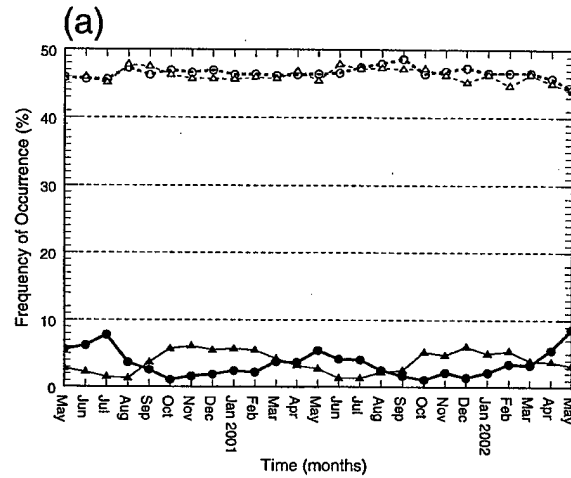 (a)
50
40
30
20
10
0
Frequency of Occurrence (%)
May
Jun
Jul
Aug
Sep
Oct
Nov
Dec
Jan 2001
Feb
Mar
Apr
May
Jun
Jul
Aug
Sep
Oct
Nov
Dec
Jan 2002
Feb
Mar
Apr
May
Time (months)